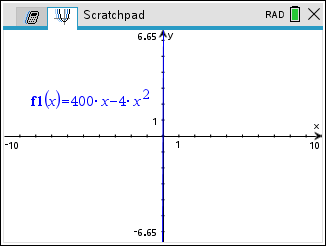 Scratchpad RAD
6.65 y
f1(x)=400·x−4·x²
1
x
-10 1 10
-6.65